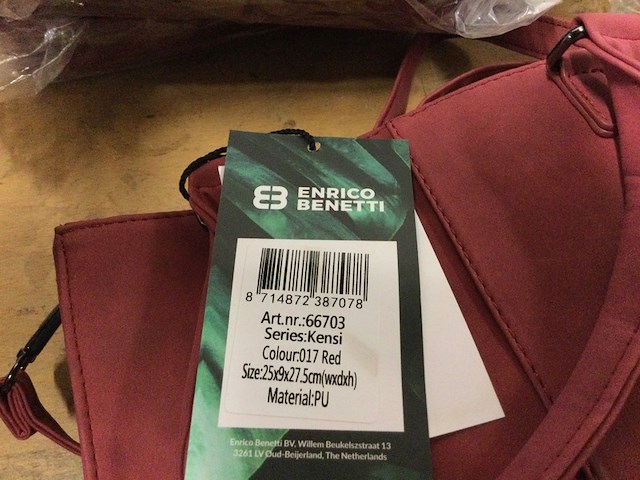 ENRICO
BENETTI
8 714872 387078
Art.nr.:66703
Series:Kensi
Colour:017 Red
Size:25x9x27.5cm(wxdxh)
Material:PU
Enrico Benetti BV, Willem Beukelszstraat 13
3261 LV Oud-Beijerland, The Netherlands